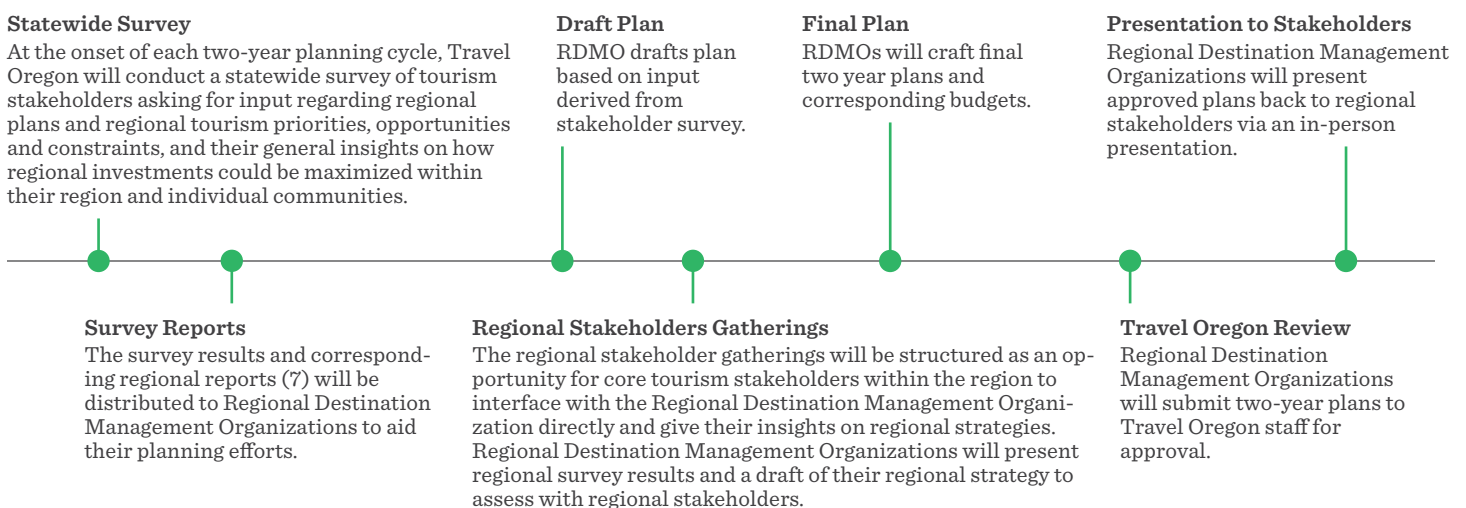 Statewide Survey
At the onset of each two-year planning cycle, Travel
Oregon will conduct a statewide survey of tourism
stakeholders asking for input regarding regional
plans and regional tourism priorities, opportunities
and constraints, and their general insights on how
regional investments could be maximized within
their region and individual communities.
Draft Plan
RDMO drafts plan
based on input
derived from
stakeholder survey.
Final Plan
RDMOs will craft final
two year plans and
corresponding budgets.
Presentation to Stakeholders
Regional Destination Management
Organizations will present
approved plans back to regional
stakeholders via an in-person
presentation.
Survey Reports
The survey results and correspond-
ing regional reports (7) will be
distributed to Regional Destination
Management Organizations to aid
their planning efforts.
Regional Stakeholders Gatherings
The regional stakeholder gatherings will be structured as an op-
portunity for core tourism stakeholders within the region to
interface with the Regional Destination Management Organi-
zation directly and give their insights on regional strategies.
Regional Destination Management Organizations will present
regional survey results and a draft of their regional strategy to
assess with regional stakeholders.
Travel Oregon Review
Regional Destination
Management Organizations
will submit two-year plans to
Travel Oregon staff for
approval.